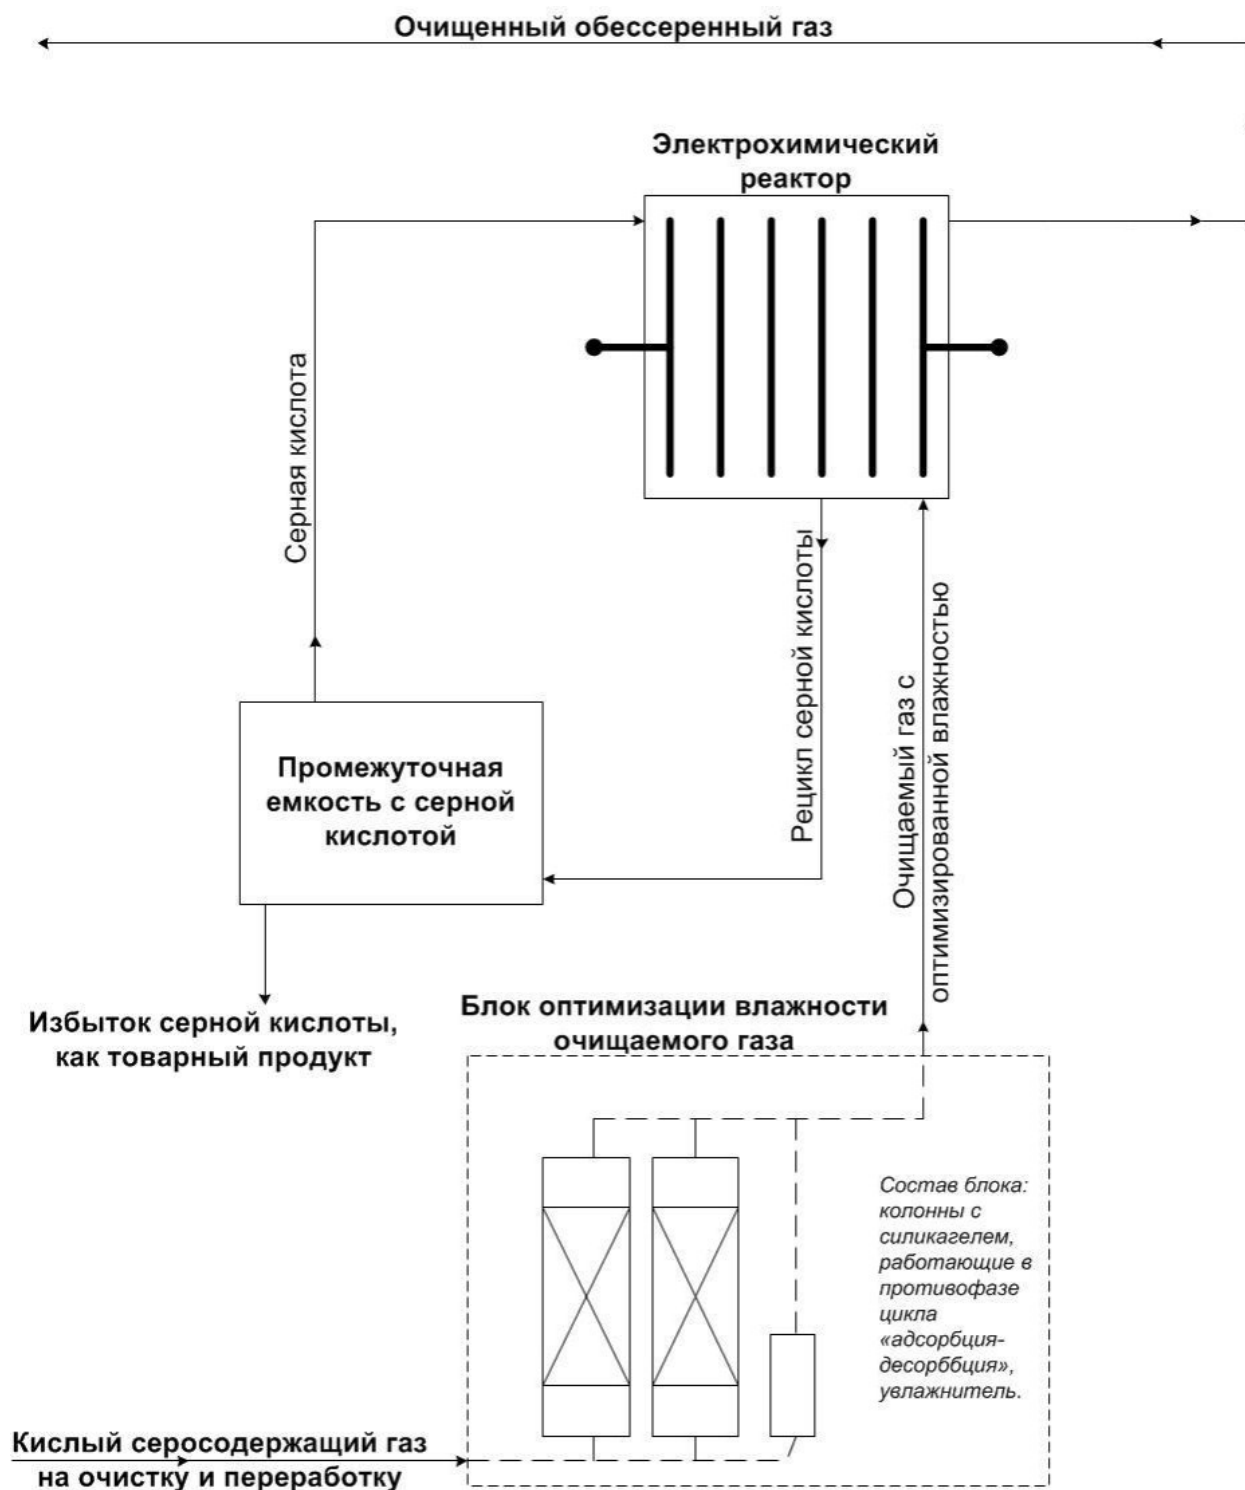 Очищенный обессеренный газ
Электрохимический
реактор
Серная кислота
Рецикл серной кислоты
Очищаемый газ с
оптимизированной влажностью
Промежуточная
емкость с серной
кислотой
Избыток серной кислоты,
как товарный продукт
Блок оптимизации влажности
очищаемого газа
Состав блока:
колонны с
силикагелем,
работающие в
противофазе
цикла
«адсорбция-
десорббция»,
увлажнитель.
Кислый серосодержащий газ
на очистку и переработку